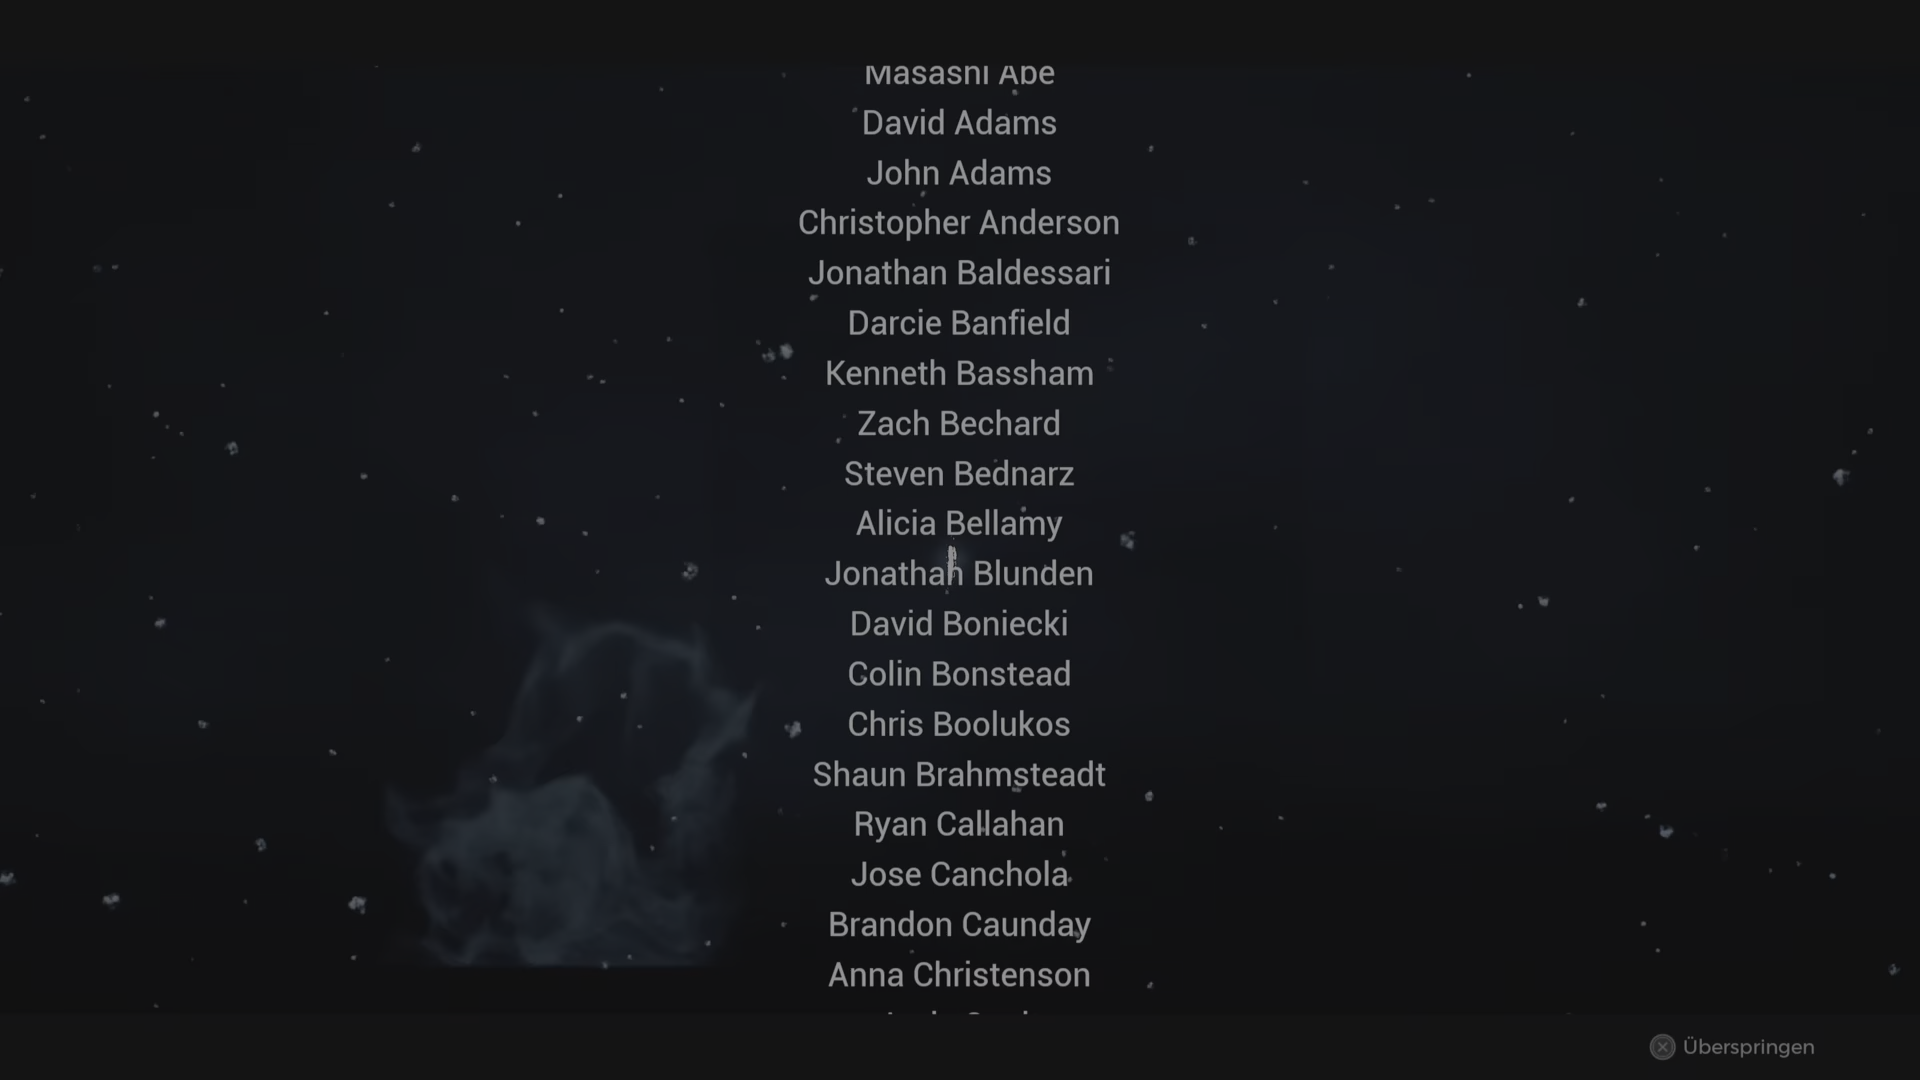 Masashi Abe
David Adams
John Adams
Christopher Anderson
Jonathan Baldessari
Darcie Banfield
Kenneth Bassham
Zach Bechard
Steven Bednarz
Alicia Bellamy
Jonathan Blunden
David Boniecki
Colin Bonstead
Chris Boolukos
Shaun Brahmsteadt
Ryan Callahan
Jose Canchola
Brandon Caunday
Anna Christenson
Überspringen